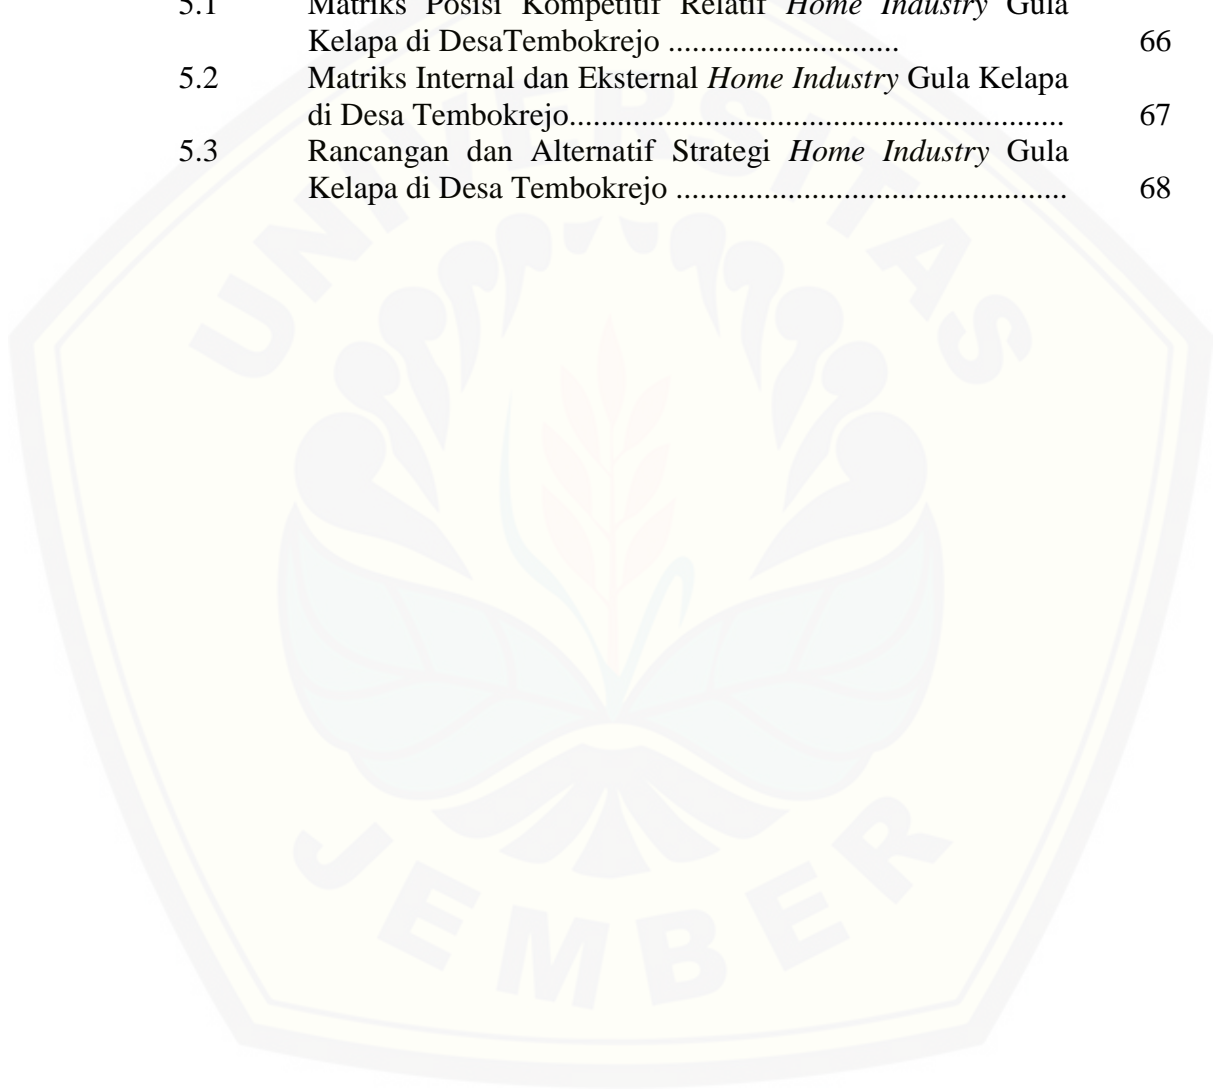 5.1 Matriks Posisi Kompetitif Relatif Home Industry Gula
Kelapa di DesaTembokrejo ............................. 66
5.2 Matriks Internal dan Eksternal Home Industry Gula Kelapa
di Desa Tembokrejo.............................................................. 67
5.3 Rancangan dan Alternatif Strategi Home Industry Gula
Kelapa di Desa Tembokrejo ................................................. 68
UNIVERSITAS
JEMBER